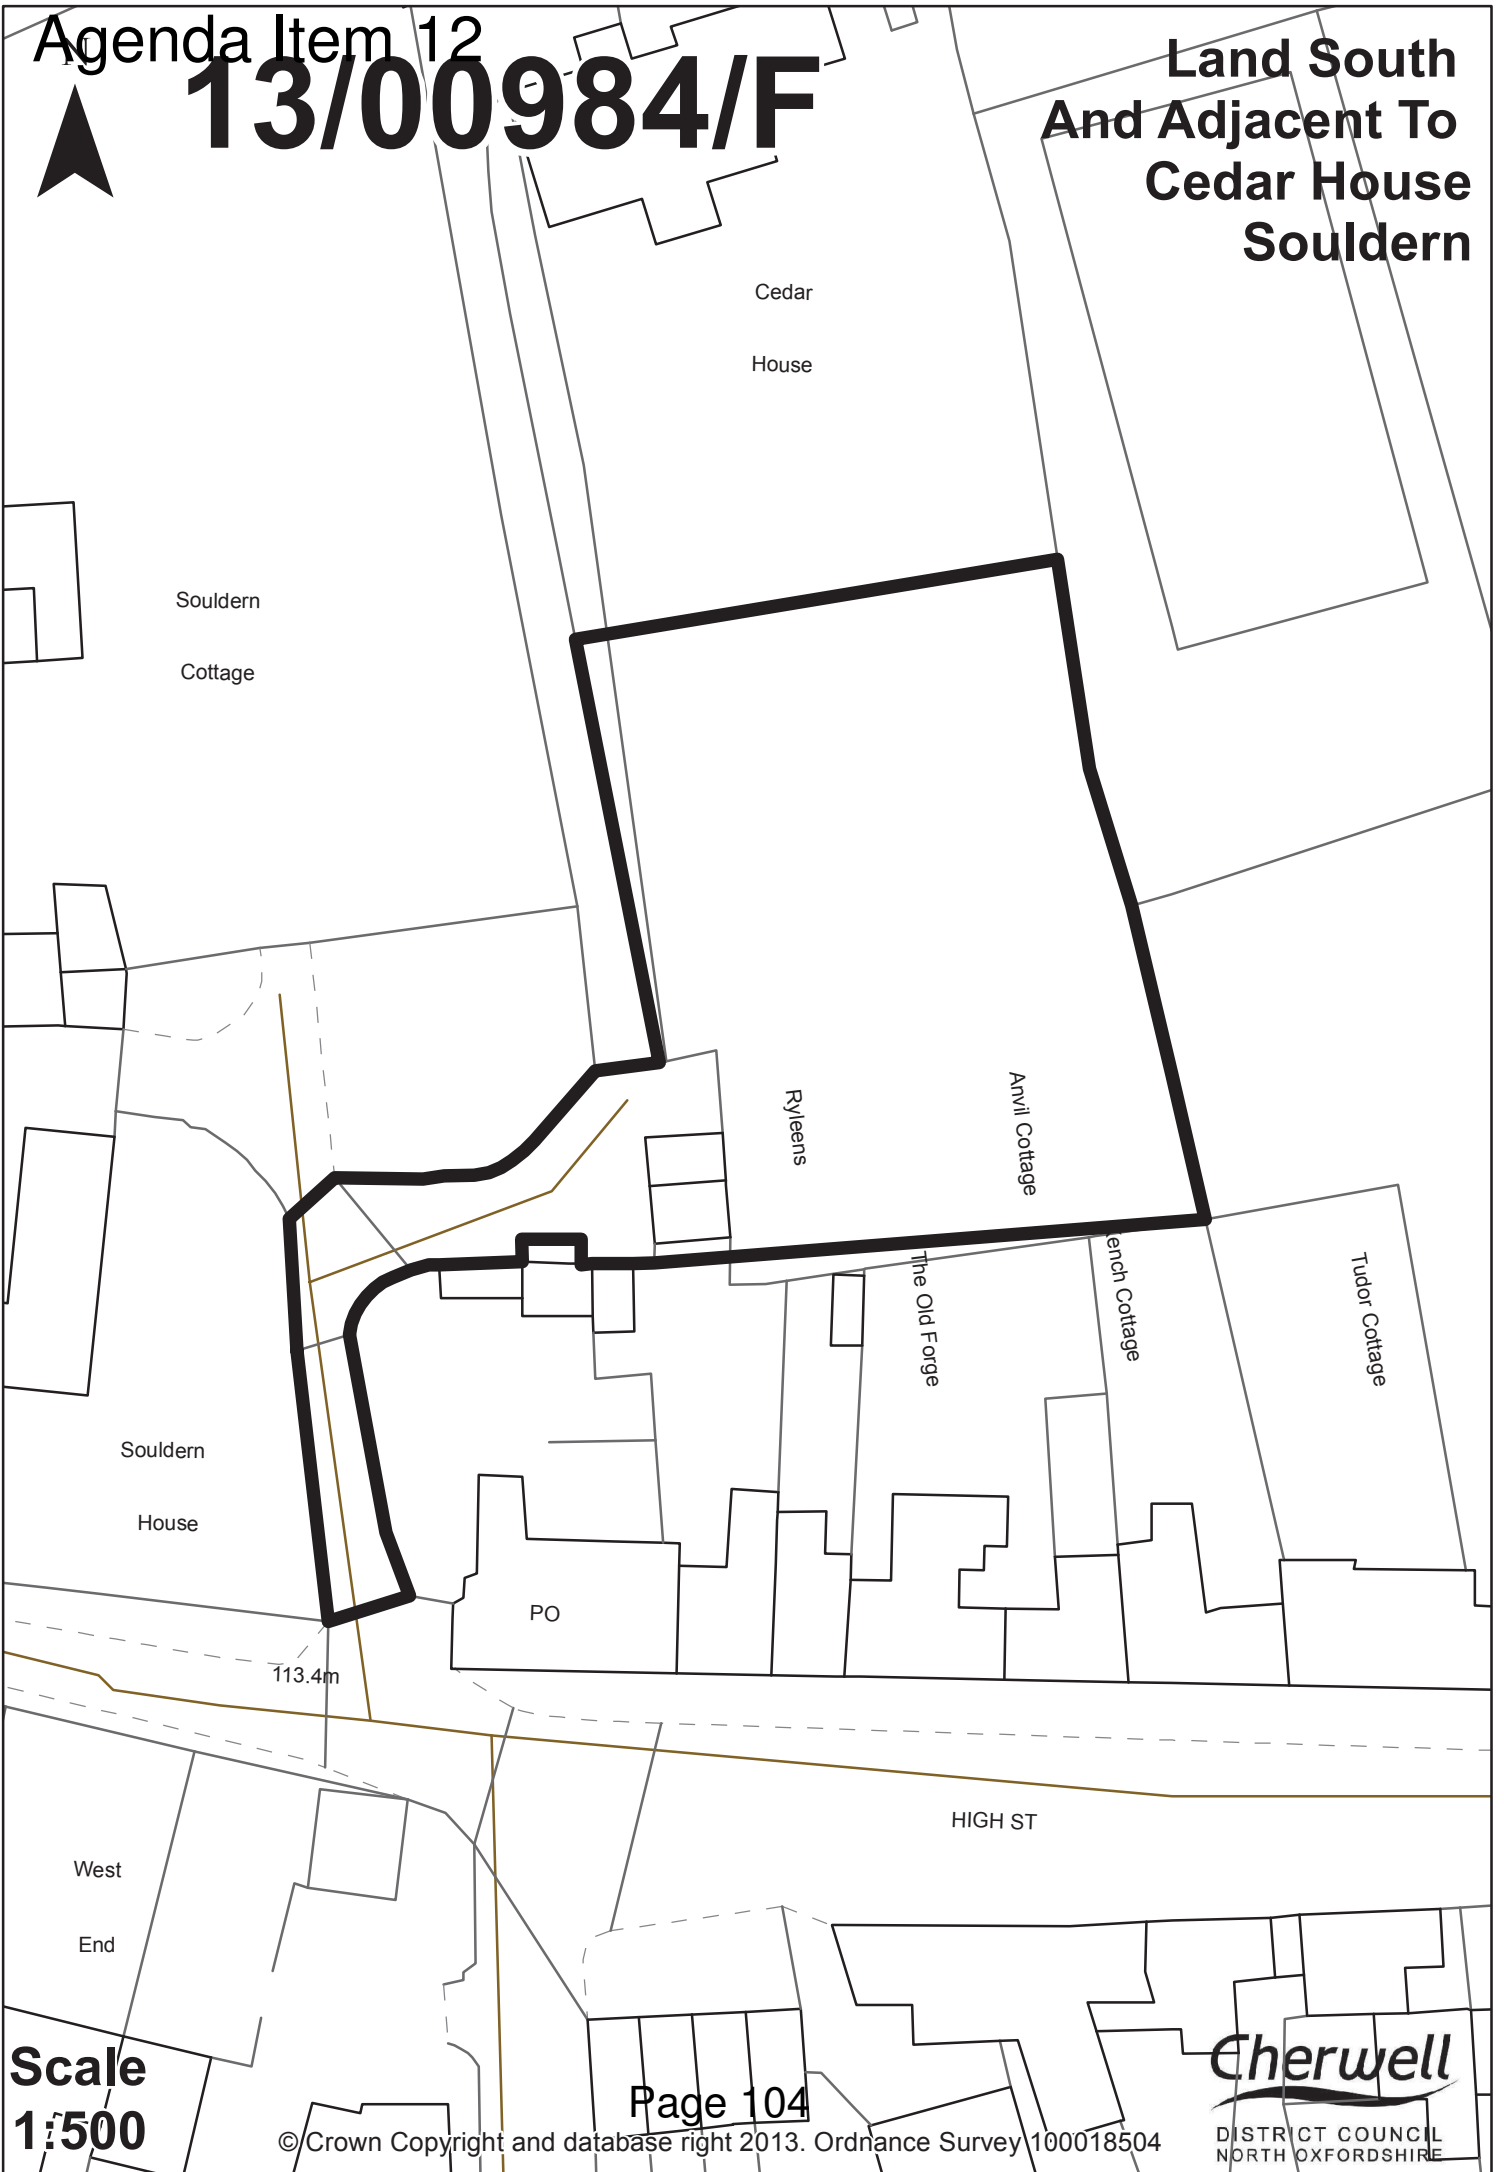 Agenda Item 12
N
13/00984/F
Land South
And Adjacent To
Cedar House
Souldern
Cedar
House
Souldern
Cottage
Ryleens
Anvil Cottage
The Old Forge
ench Cottage
Tudor Cottage
Souldern
House
PO
113.4m
HIGH ST
West
End
Scale
1:500
Page 104
© Crown Copyright and database right 2013. Ordnance Survey 100018504
Cherwell
DISTRICT COUNCIL
NORTH OXFORDSHIRE